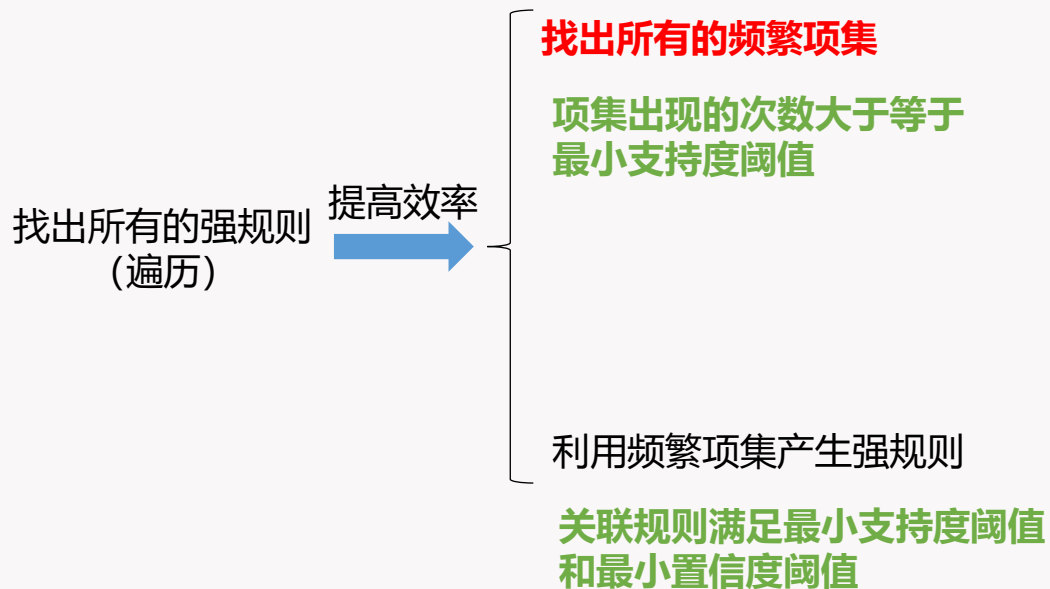 找出所有的频繁项集
项集出现的次数大于等于
最小支持度阈值
提高效率
找出所有的强规则
（遍历）
利用频繁项集产生强规则
关联规则满足最小支持度阈值
和最小置信度阈值